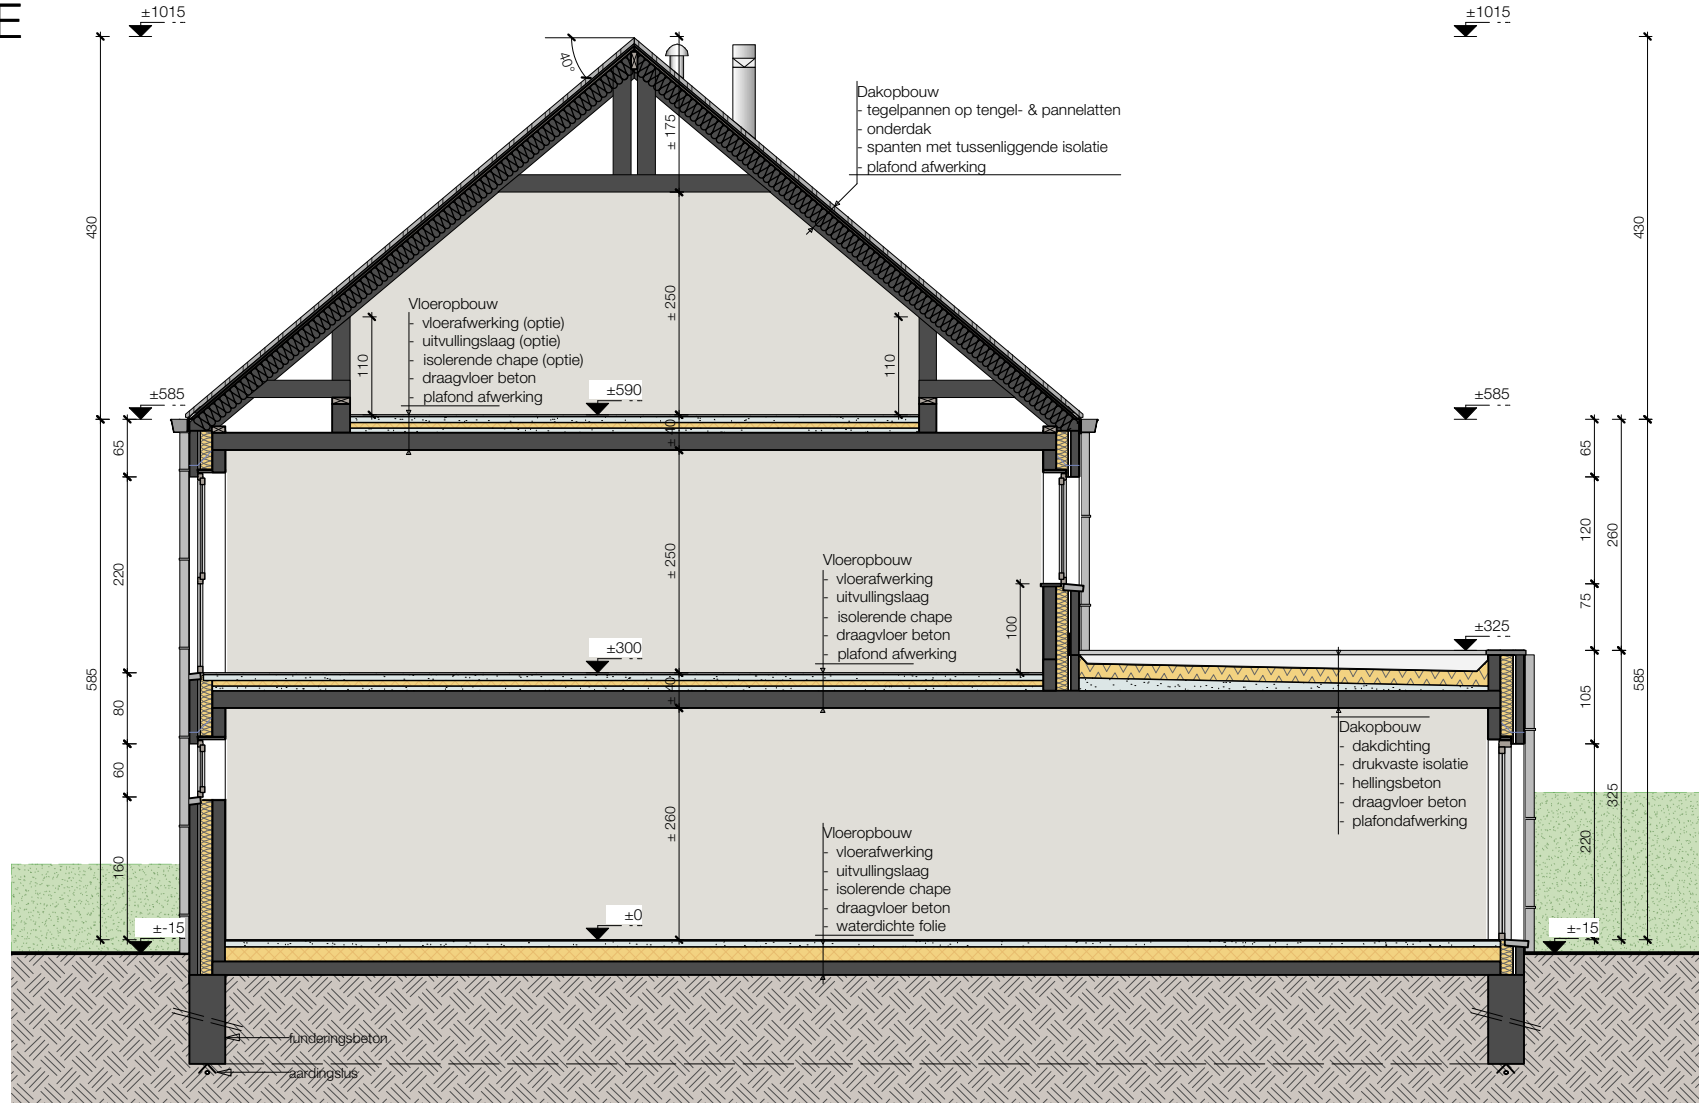 E
±1015
±1015
40°
± 175
Dakopbouw
- tegelpannen op tengel- & pannelatten
- onderdak
- spanten met tussenliggende isolatie
- plafond afwerking
430
430
± 250
Vloeropbouw
- vloerafwerking (optie)
- uitvullingslaag (optie)
- isolerende chape (optie)
- draagvloer beton
- plafond afwerking
110
110
±585
±590
±585
65
± 40
65
220
± 250
120
260
Vloeropbouw
- vloerafwerking
- uitvullingslaag
- isolerende chape
- draagvloer beton
- plafond afwerking
75
100
±300
±325
585
± 40
585
80
105
Dakopbouw
- dakdichting
- drukvaste isolatie
- hellingsbeton
- draagvloer beton
- plafondafwerking
60
325
± 260
220
160
Vloeropbouw
- vloerafwerking
- uitvullingslaag
- isolerende chape
- draagvloer beton
- waterdichte folie
±-15
±0
±-15
funderingsbeton
aardingslus